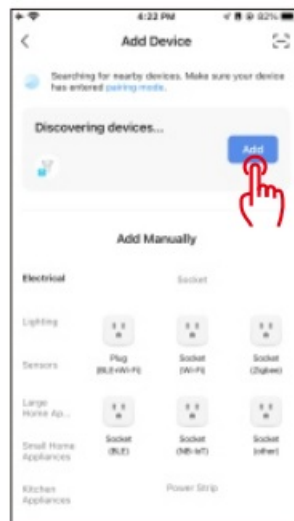 4:22 PM
82%
Add Device
Searching for nearby devices. Make sure your device
has entered pairing mode.
Discovering devices...
Add
Add Manually
Electrical
Socket
Lighting
Plug
(BLE+Wi-Fi)
Socket
(Wi-Fi)
Socket
(Zigbee)
Sensors
Large
Home Ap...
Socket
(BLE)
Socket
(NB-IoT)
Socket
(other)
Small Home
Appliances
Kitchen
Appliances
Power Strip